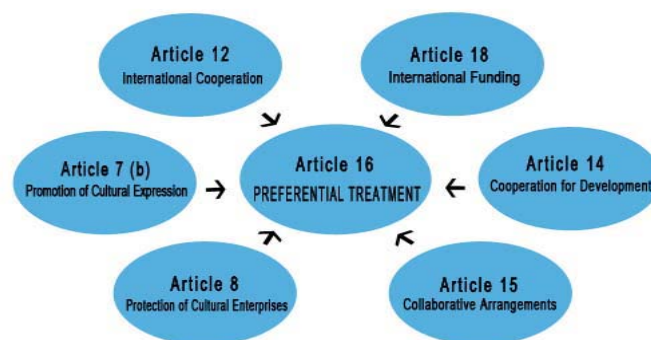 Article 12
International Cooperation
Article 18
International Funding
Article 7 (b)
Promotion of Cultural Expression
Article 16
PREFERENTIAL TREATMENT
Article 14
Cooperation for Development
Article 8
Protection of Cultural Enterprises
Article 15
Collaborative Arrangements